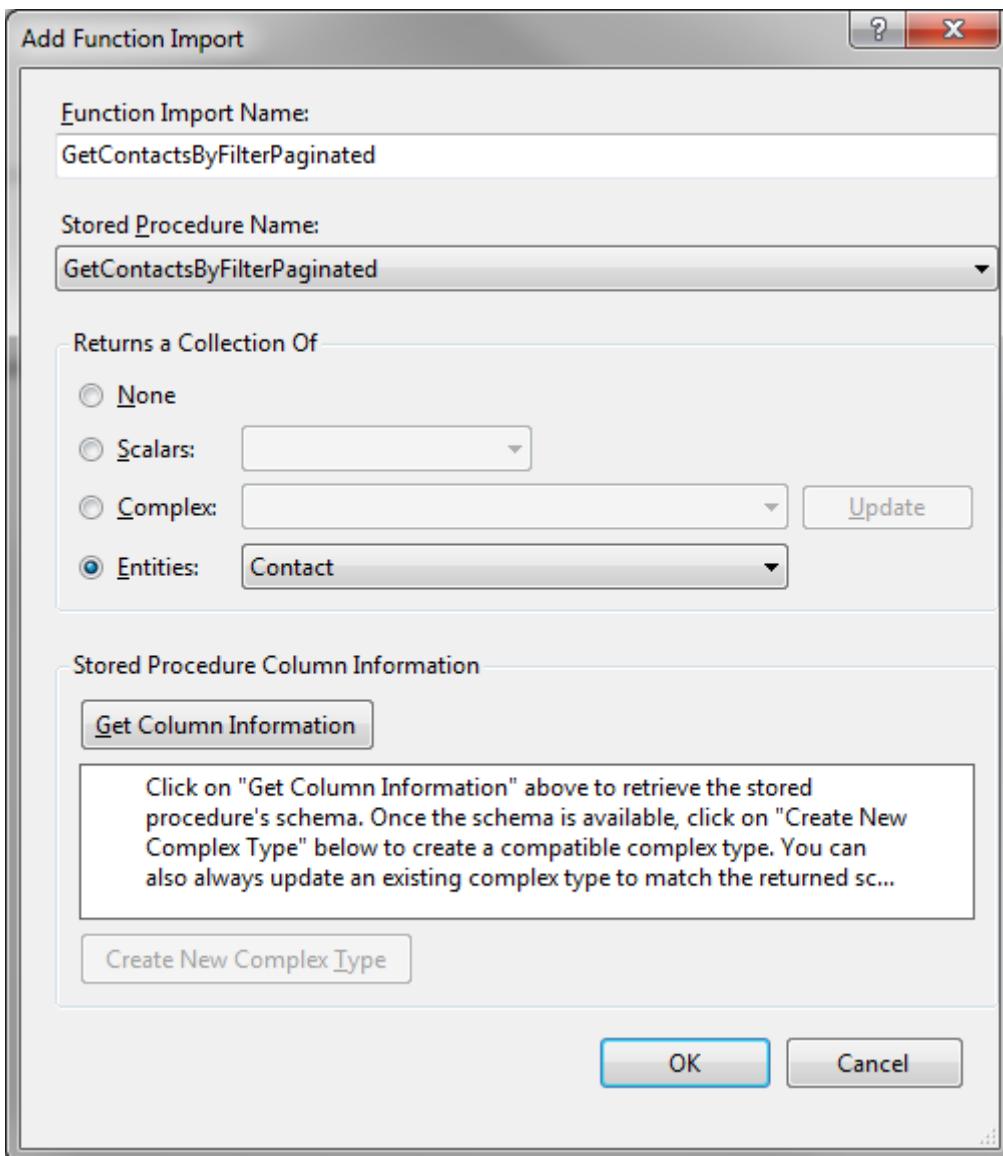 Add Function Import
?
Function Import Name:
GetContactsByFilterPaginated
Stored Procedure Name:
GetContactsByFilterPaginated
Returns a Collection Of
None
Scalars:
Complex:
Update
Entities:
Contact
Stored Procedure Column Information
Get Column Information
Click on "Get Column Information" above to retrieve the stored
procedure's schema. Once the schema is available, click on "Create New
Complex Type" below to create a compatible complex type. You can
also always update an existing complex type to match the returned sc...
Create New Complex Type
OK
Cancel